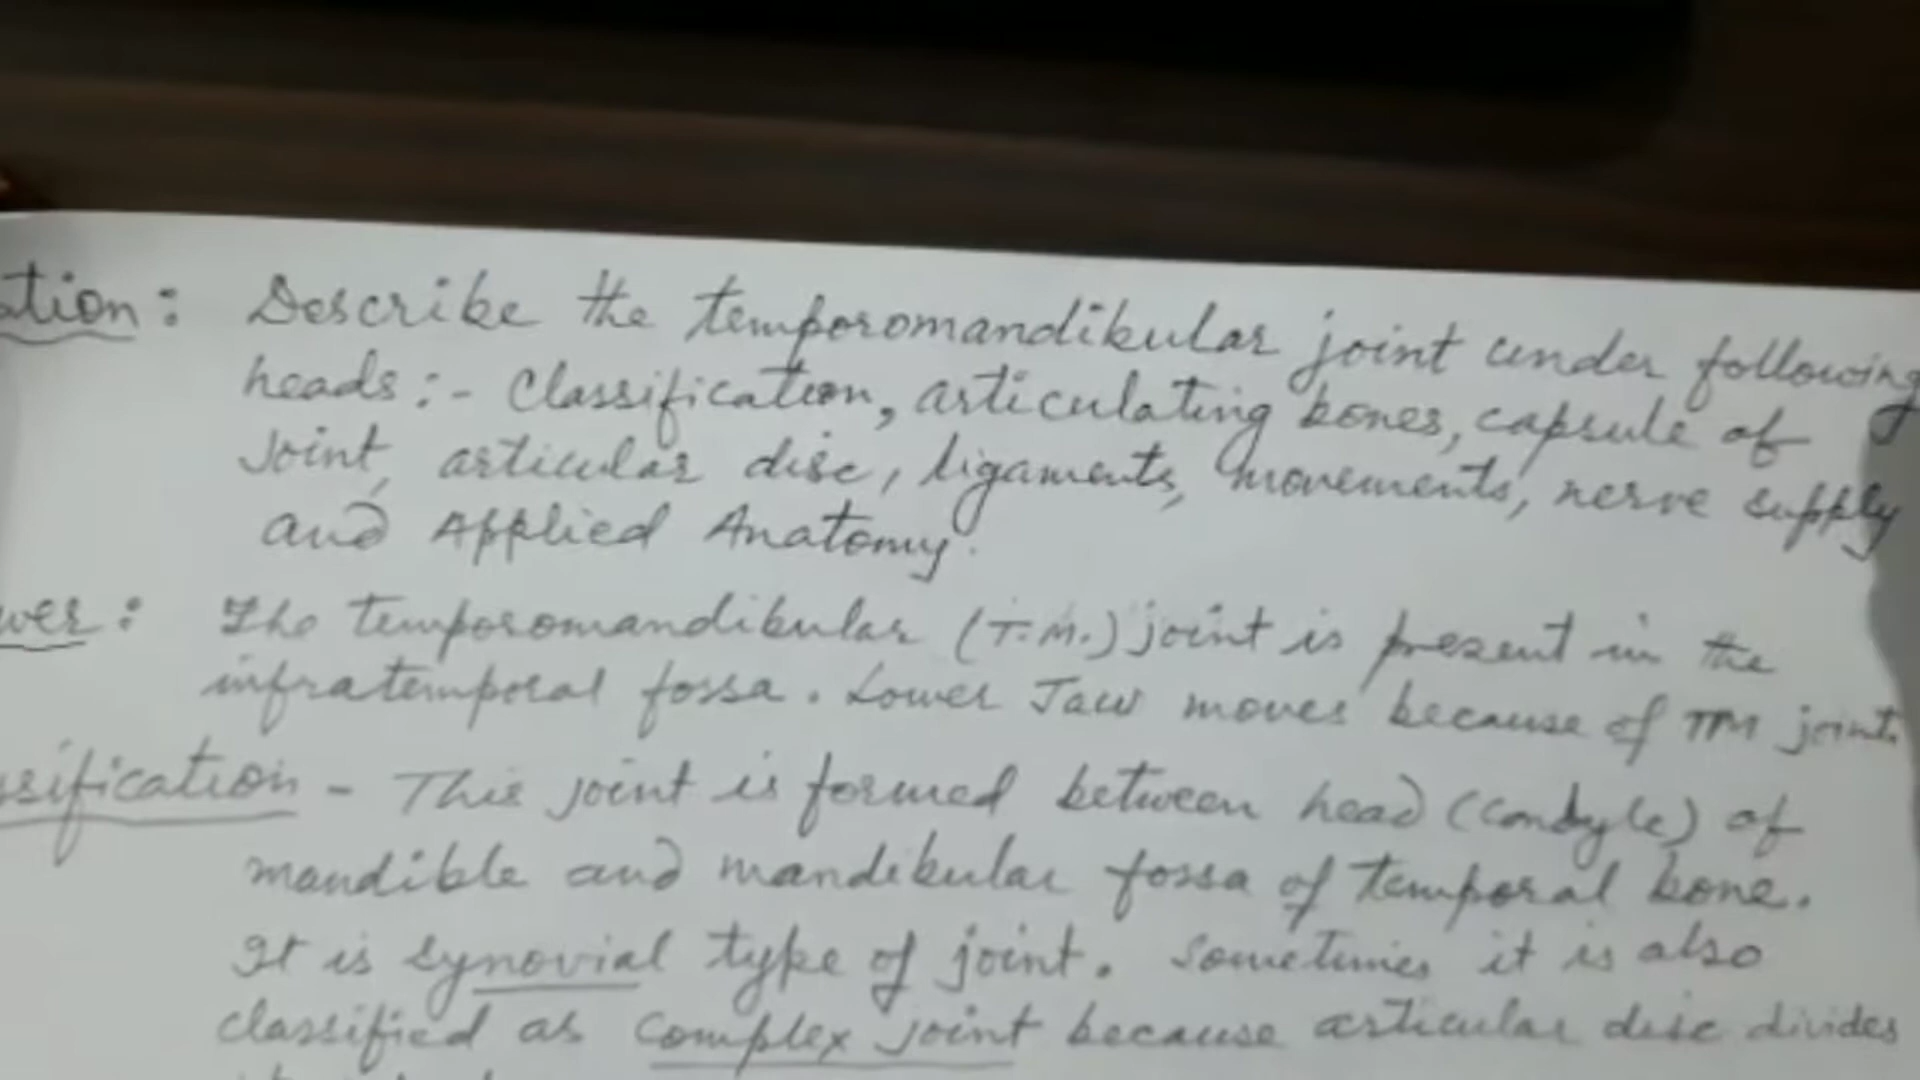 ation: Describe the temporomandibular joint under following
heads:- Classification, articulating bones, capsule of
Joint, articular disc, ligaments, movements, nerve supply
and Applied Anatomy.
wer: The temporomandibular (T.M.) joint is present in the
infratemporal fossa. Lower Jaw moves because of TM joint.
ssification - This joint is formed between head (condyle) of
mandible and mandibular fossa of temporal bone.
It is synovial type of joint. Sometimes it is also
classified as Complex Joint because articular disc divides